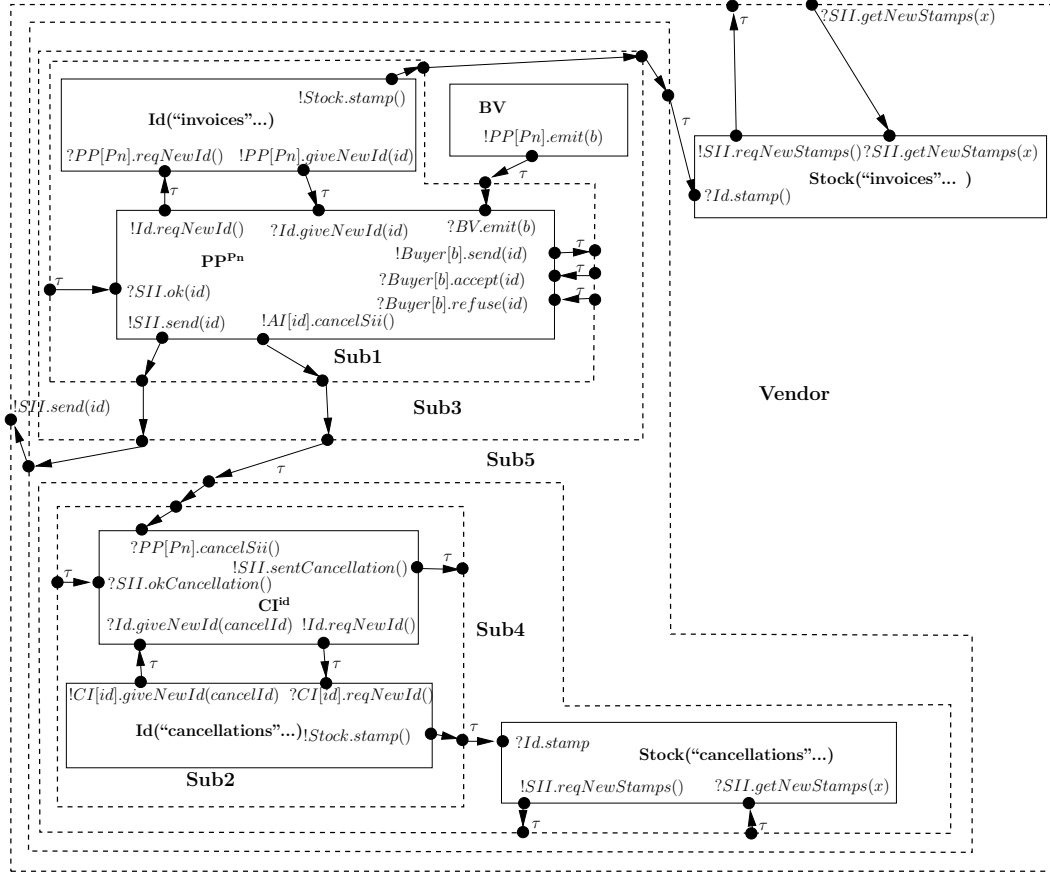 τ
?SII.getNewStamps(x)
!Stock.stamp()
BV
Id(“invoices”...)
!PP[Pn].emit(b)
τ
?PP[Pn].reqNewId()
!PP[Pn].giveNewId(id)
!SII.reqNewStamps()
?SII.getNewStamps(x)
Stock(“invoices”... )
?Id.stamp()
τ
τ
τ
!Id.reqNewId()
?Id.giveNewId(id)
?BV.emit(b)
!Buyer[b].send(id)
τ
PP^Pn
?Buyer[b].accept(id)
τ
τ
?SII.ok(id)
?Buyer[b].refuse(id)
τ
!SII.send(id)
!AI[id].cancelSii()
Sub1
Vendor
!SII.send(id)
Sub3
Sub5
τ
?PP[Pn].cancelSii()
!SII.sentCancellation()
τ
τ
?SII.okCancellation()
CI^id
?Id.giveNewId(cancelId)
!Id.reqNewId()
Sub4
τ
τ
!CI[id].giveNewId(cancelId)
?CI[id].reqNewId()
Id(“cancellations”...)
!Stock.stamp()
τ
?Id.stamp
Stock(“cancellations”...)
Sub2
!SII.reqNewStamps()
?SII.getNewStamps(x)
τ
τ